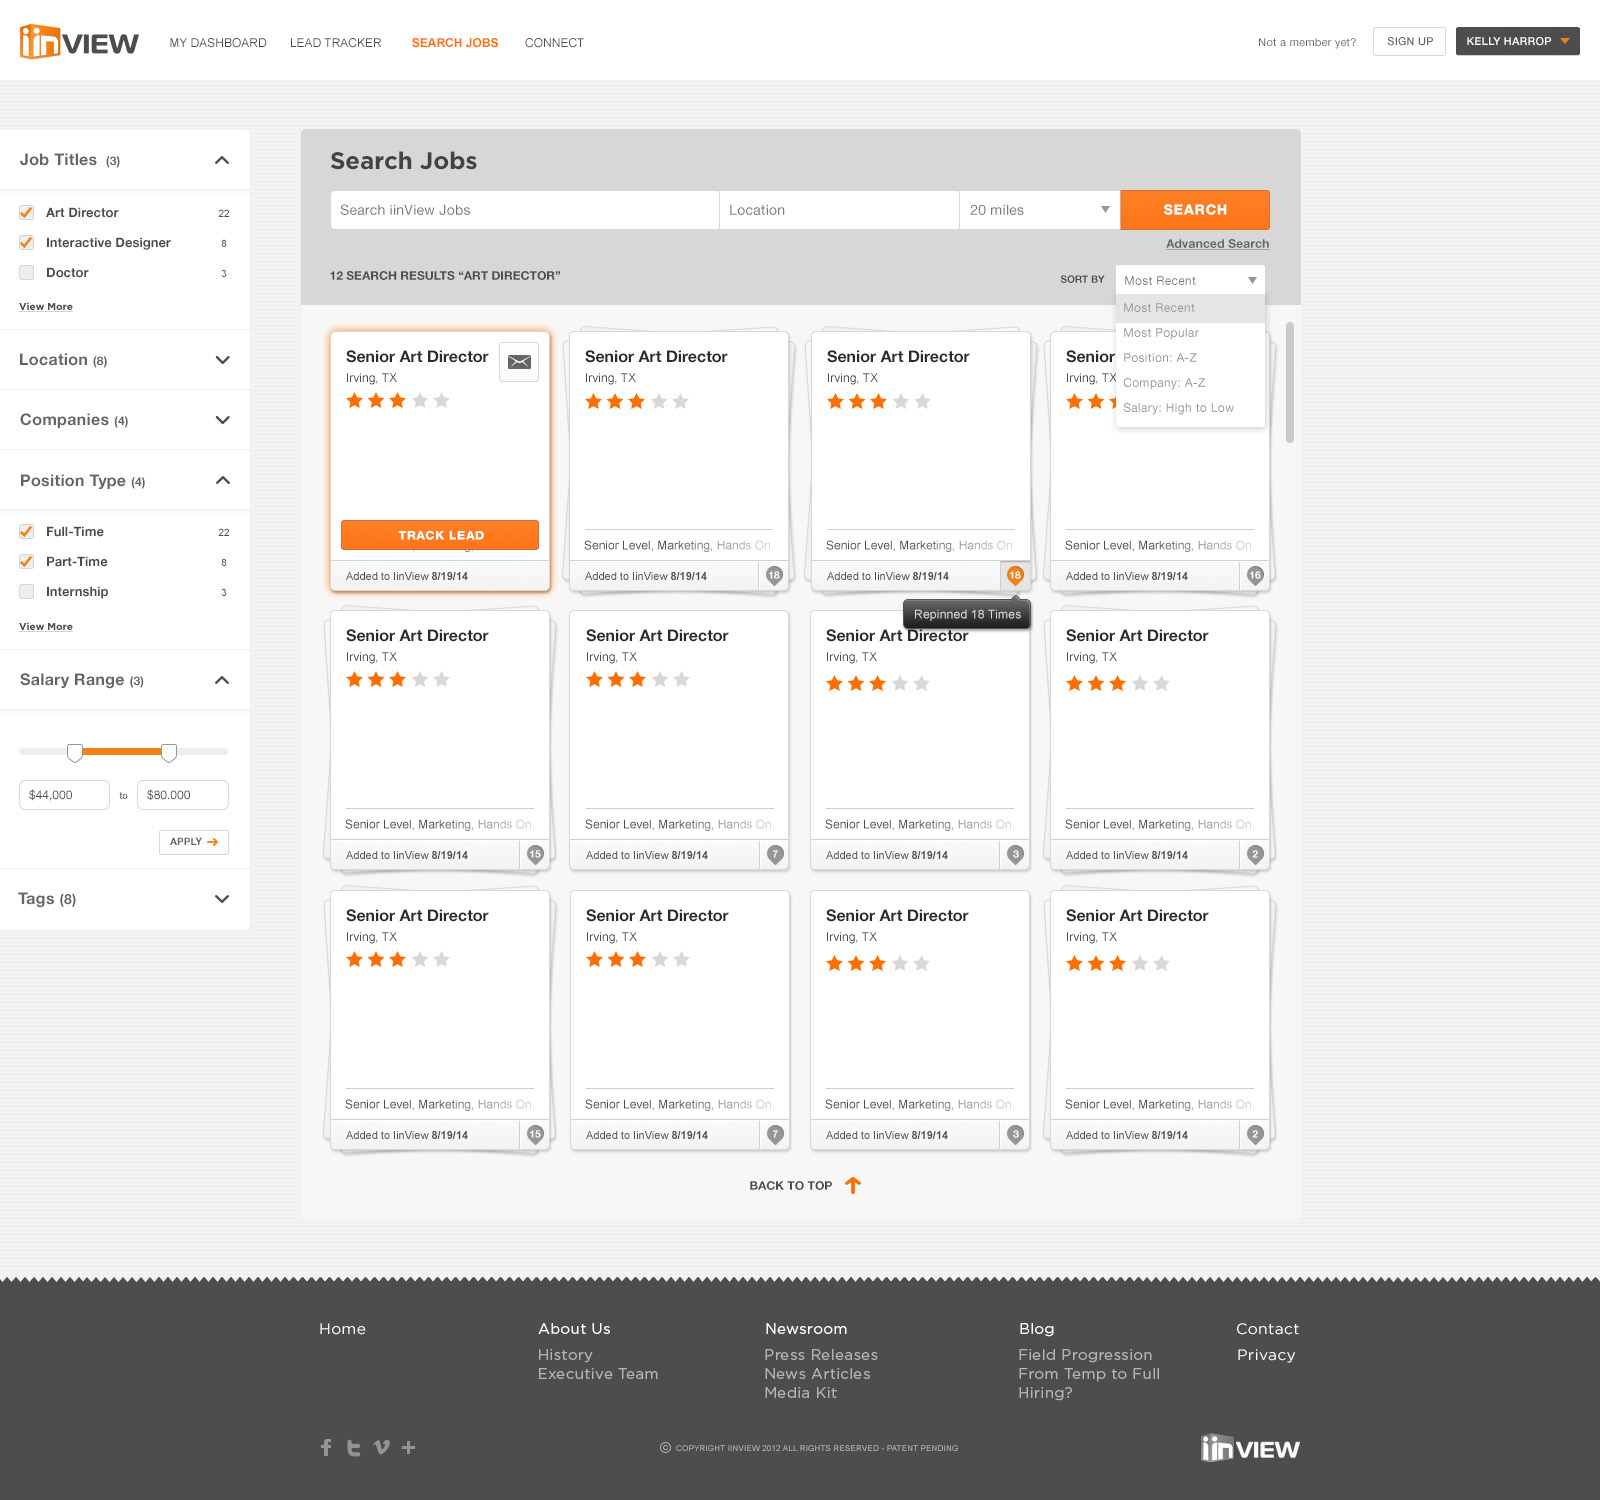 iinVIEW
MY DASHBOARD
LEAD TRACKER
SEARCH JOBS
CONNECT
Not a member yet?
SIGN UP
KELLY HARROP
Job Titles (3)
Art Director 22
Interactive Designer 8
Doctor 3
View More
Location (8)
Companies (4)
Position Type (4)
Full-Time 22
Part-Time 8
Internship 3
View More
Salary Range (3)
$44,000 to $80.000
APPLY
Tags (8)
Search Jobs
Search iinView Jobs
Location
20 miles
SEARCH
Advanced Search
12 SEARCH RESULTS “ART DIRECTOR”
SORT BY
Most Recent
Most Recent
Most Popular
Position: A-Z
Company: A-Z
Salary: High to Low
Senior Art Director
Irving, TX
TRACK LEAD
Added to IinView 8/19/14
Senior Art Director
Irving, TX
Senior Level, Marketing, Hands On,
Added to IinView 8/19/14
18
Senior Art Director
Irving, TX
Senior Level, Marketing, Hands On,
Added to IinView 8/19/14
18
Repinned 18 Times
Senior
Irving, TX
Senior Level, Marketing, Hands On,
Added to IinView 8/19/14
16
Senior Art Director
Irving, TX
Senior Level, Marketing, Hands On,
Added to IinView 8/19/14
15
Senior Art Director
Irving, TX
Senior Level, Marketing, Hands On,
Added to IinView 8/19/14
7
Senior Art Director
Irving, TX
Senior Level, Marketing, Hands On,
Added to IinView 8/19/14
3
Senior Art Director
Irving, TX
Senior Level, Marketing, Hands On,
Added to IinView 8/19/14
2
Senior Art Director
Irving, TX
Senior Level, Marketing, Hands On,
Added to IinView 8/19/14
15
Senior Art Director
Irving, TX
Senior Level, Marketing, Hands On,
Added to IinView 8/19/14
7
Senior Art Director
Irving, TX
Senior Level, Marketing, Hands On,
Added to IinView 8/19/14
3
Senior Art Director
Irving, TX
Senior Level, Marketing, Hands On,
Added to IinView 8/19/14
2
BACK TO TOP
Home
About Us
History
Executive Team
Newsroom
Press Releases
News Articles
Media Kit
Blog
Field Progression
From Temp to Full
Hiring?
Contact
Privacy
© COPYRIGHT IINVIEW 2012 ALL RIGHTS RESERVED - PATENT PENDING
iinVIEW